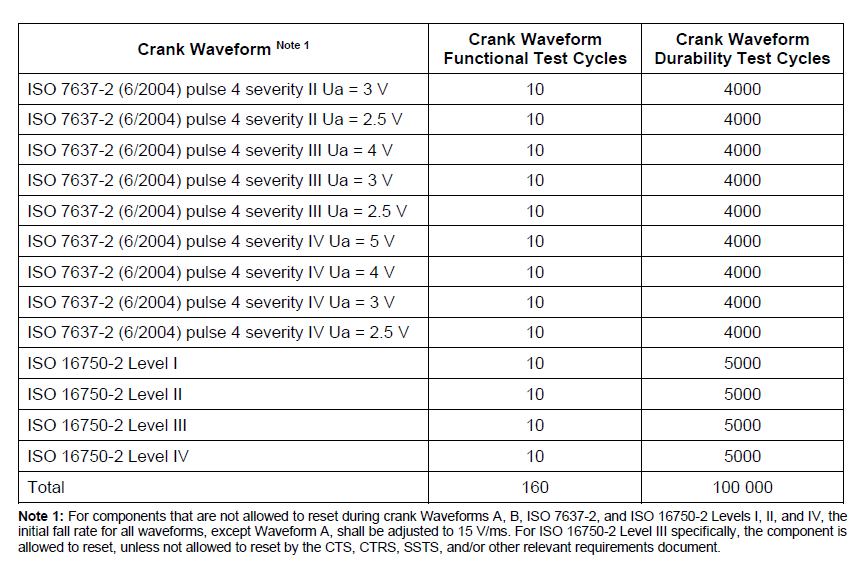 Crank Waveform Note 1 Crank Waveform Functional Test Cycles Crank Waveform Durability Test Cycles
ISO 7637-2 (6/2004) pulse 4 severity II Ua = 3 V 10 4000
ISO 7637-2 (6/2004) pulse 4 severity II Ua = 2.5 V 10 4000
ISO 7637-2 (6/2004) pulse 4 severity III Ua = 4 V 10 4000
ISO 7637-2 (6/2004) pulse 4 severity III Ua = 3 V 10 4000
ISO 7637-2 (6/2004) pulse 4 severity III Ua = 2.5 V 10 4000
ISO 7637-2 (6/2004) pulse 4 severity IV Ua = 5 V 10 4000
ISO 7637-2 (6/2004) pulse 4 severity IV Ua = 4 V 10 4000
ISO 7637-2 (6/2004) pulse 4 severity IV Ua = 3 V 10 4000
ISO 7637-2 (6/2004) pulse 4 severity IV Ua = 2.5 V 10 4000
ISO 16750-2 Level I 10 5000
ISO 16750-2 Level II 10 5000
ISO 16750-2 Level III 10 5000
ISO 16750-2 Level IV 10 5000
Total 160 100 000
Note 1: For components that are not allowed to reset during crank Waveforms A, B, ISO 7637-2, and ISO 16750-2 Levels I, II, and IV, the
initial fall rate for all waveforms, except Waveform A, shall be adjusted to 15 V/ms. For ISO 16750-2 Level III specifically, the component is
allowed to reset, unless not allowed to reset by the CTS, CTRS, SSTS, and/or other relevant requirements document.